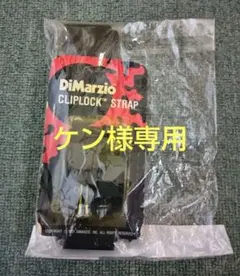 DiMarzio
CLIPLOCK™ STRAP
ケン様専用